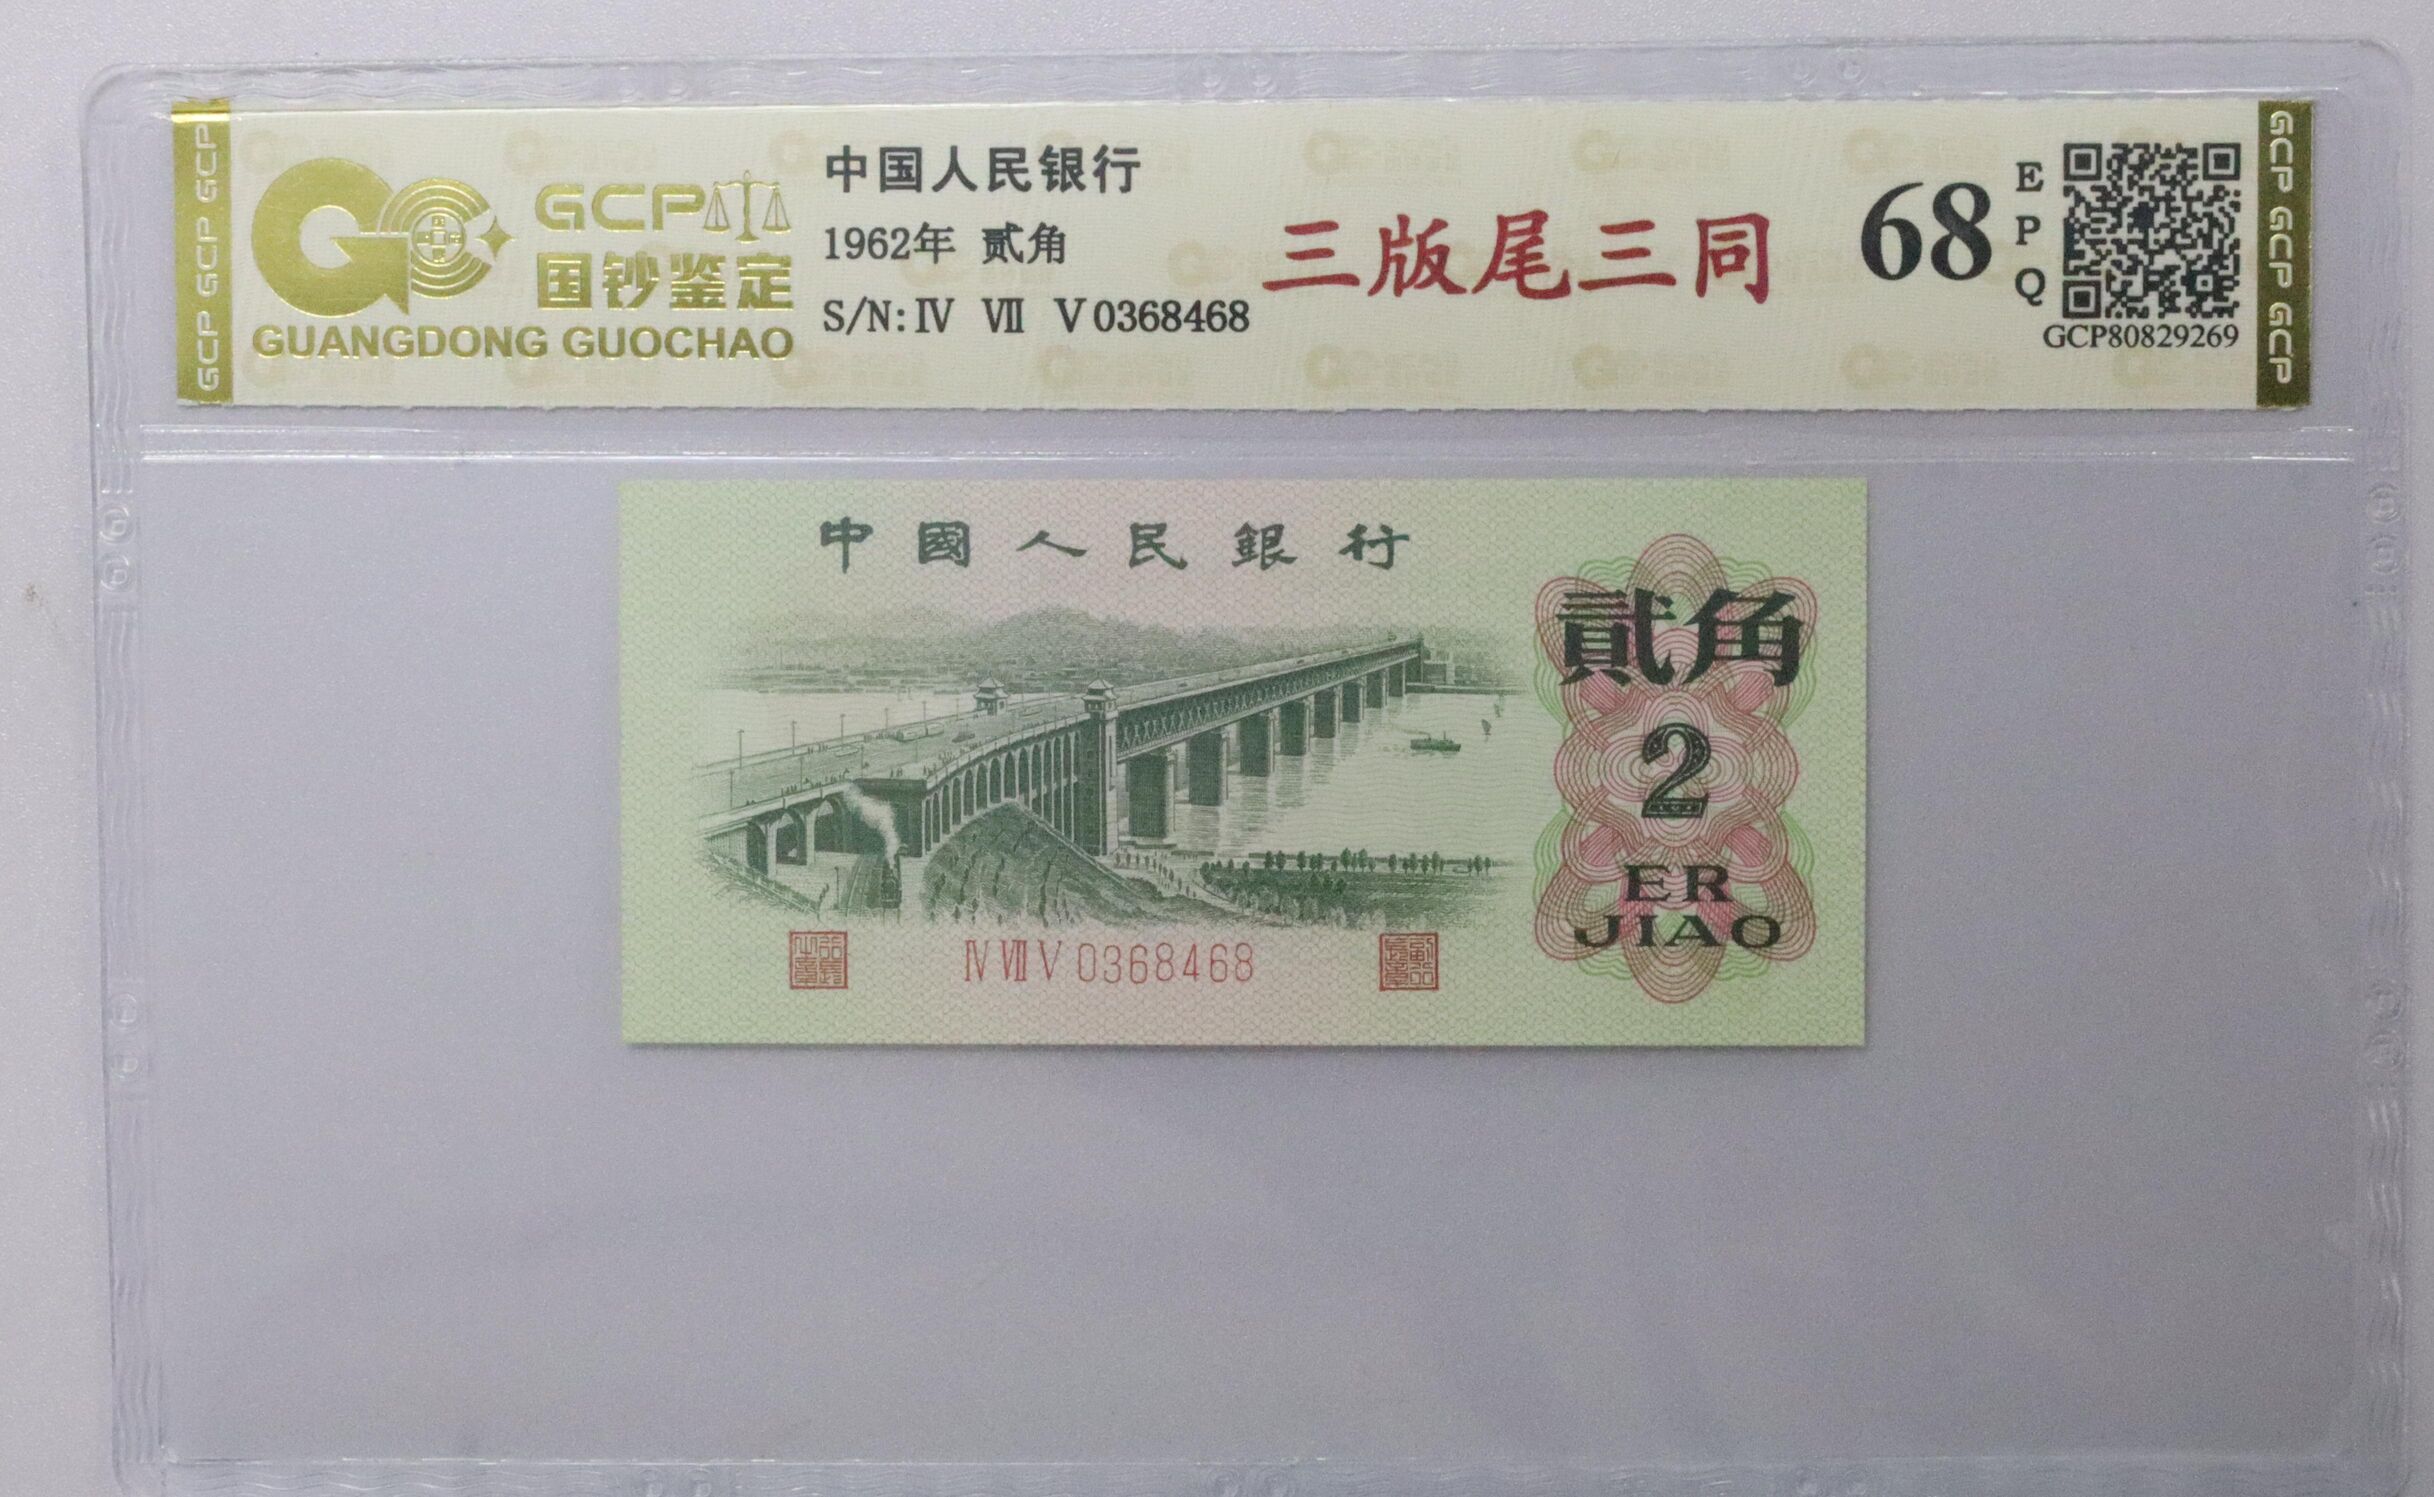 GCP GCP GCP
GCP
国钞鉴定
GUANGDONG GUOCHAO
中国人民银行
1962年 贰角
S/N: Ⅳ Ⅶ Ⅴ0368468
三版尾三同
68
EPQ
GCP80829269
GCP GCP GCP
中國人民銀行
貳角
2
ER
JIAO
ⅣⅦⅤ 0368468